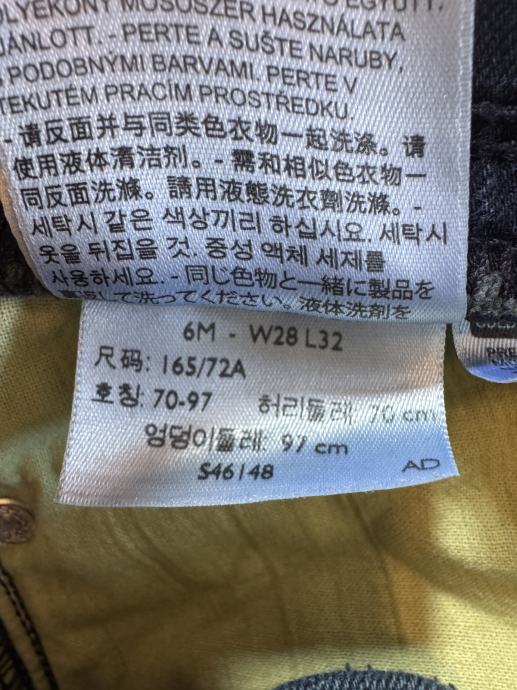 EGYÜTT.
FOLYÉKONY MOSÓSZER HASZNÁLATA
AJÁNLOTT. - PERTE A SUŠTE NARUBY,
S PODOBNÝMI BARVAMI. PERTE V
TEKUTÉM PRACÍM PROSTŘEDKU.
- 请反面并与同类色衣物一起洗涤。请
使用液体清洁剂。- 需和相似色衣物一
同反面洗滌。請用液態洗衣劑洗滌。-
세탁시 같은 색상끼리 하십시요. 세탁시
옷을 뒤집을 것. 중성 액체 세제를
사용하세요. - 同じ色物と一緒に製品を
裏返して洗ってください。液体洗剤を
6M - W28 L32
尺码: 165/72A
호칭: 70-97 허리둘레: 70 cm
엉덩이둘레: 97 cm
S46148 AD
PRE